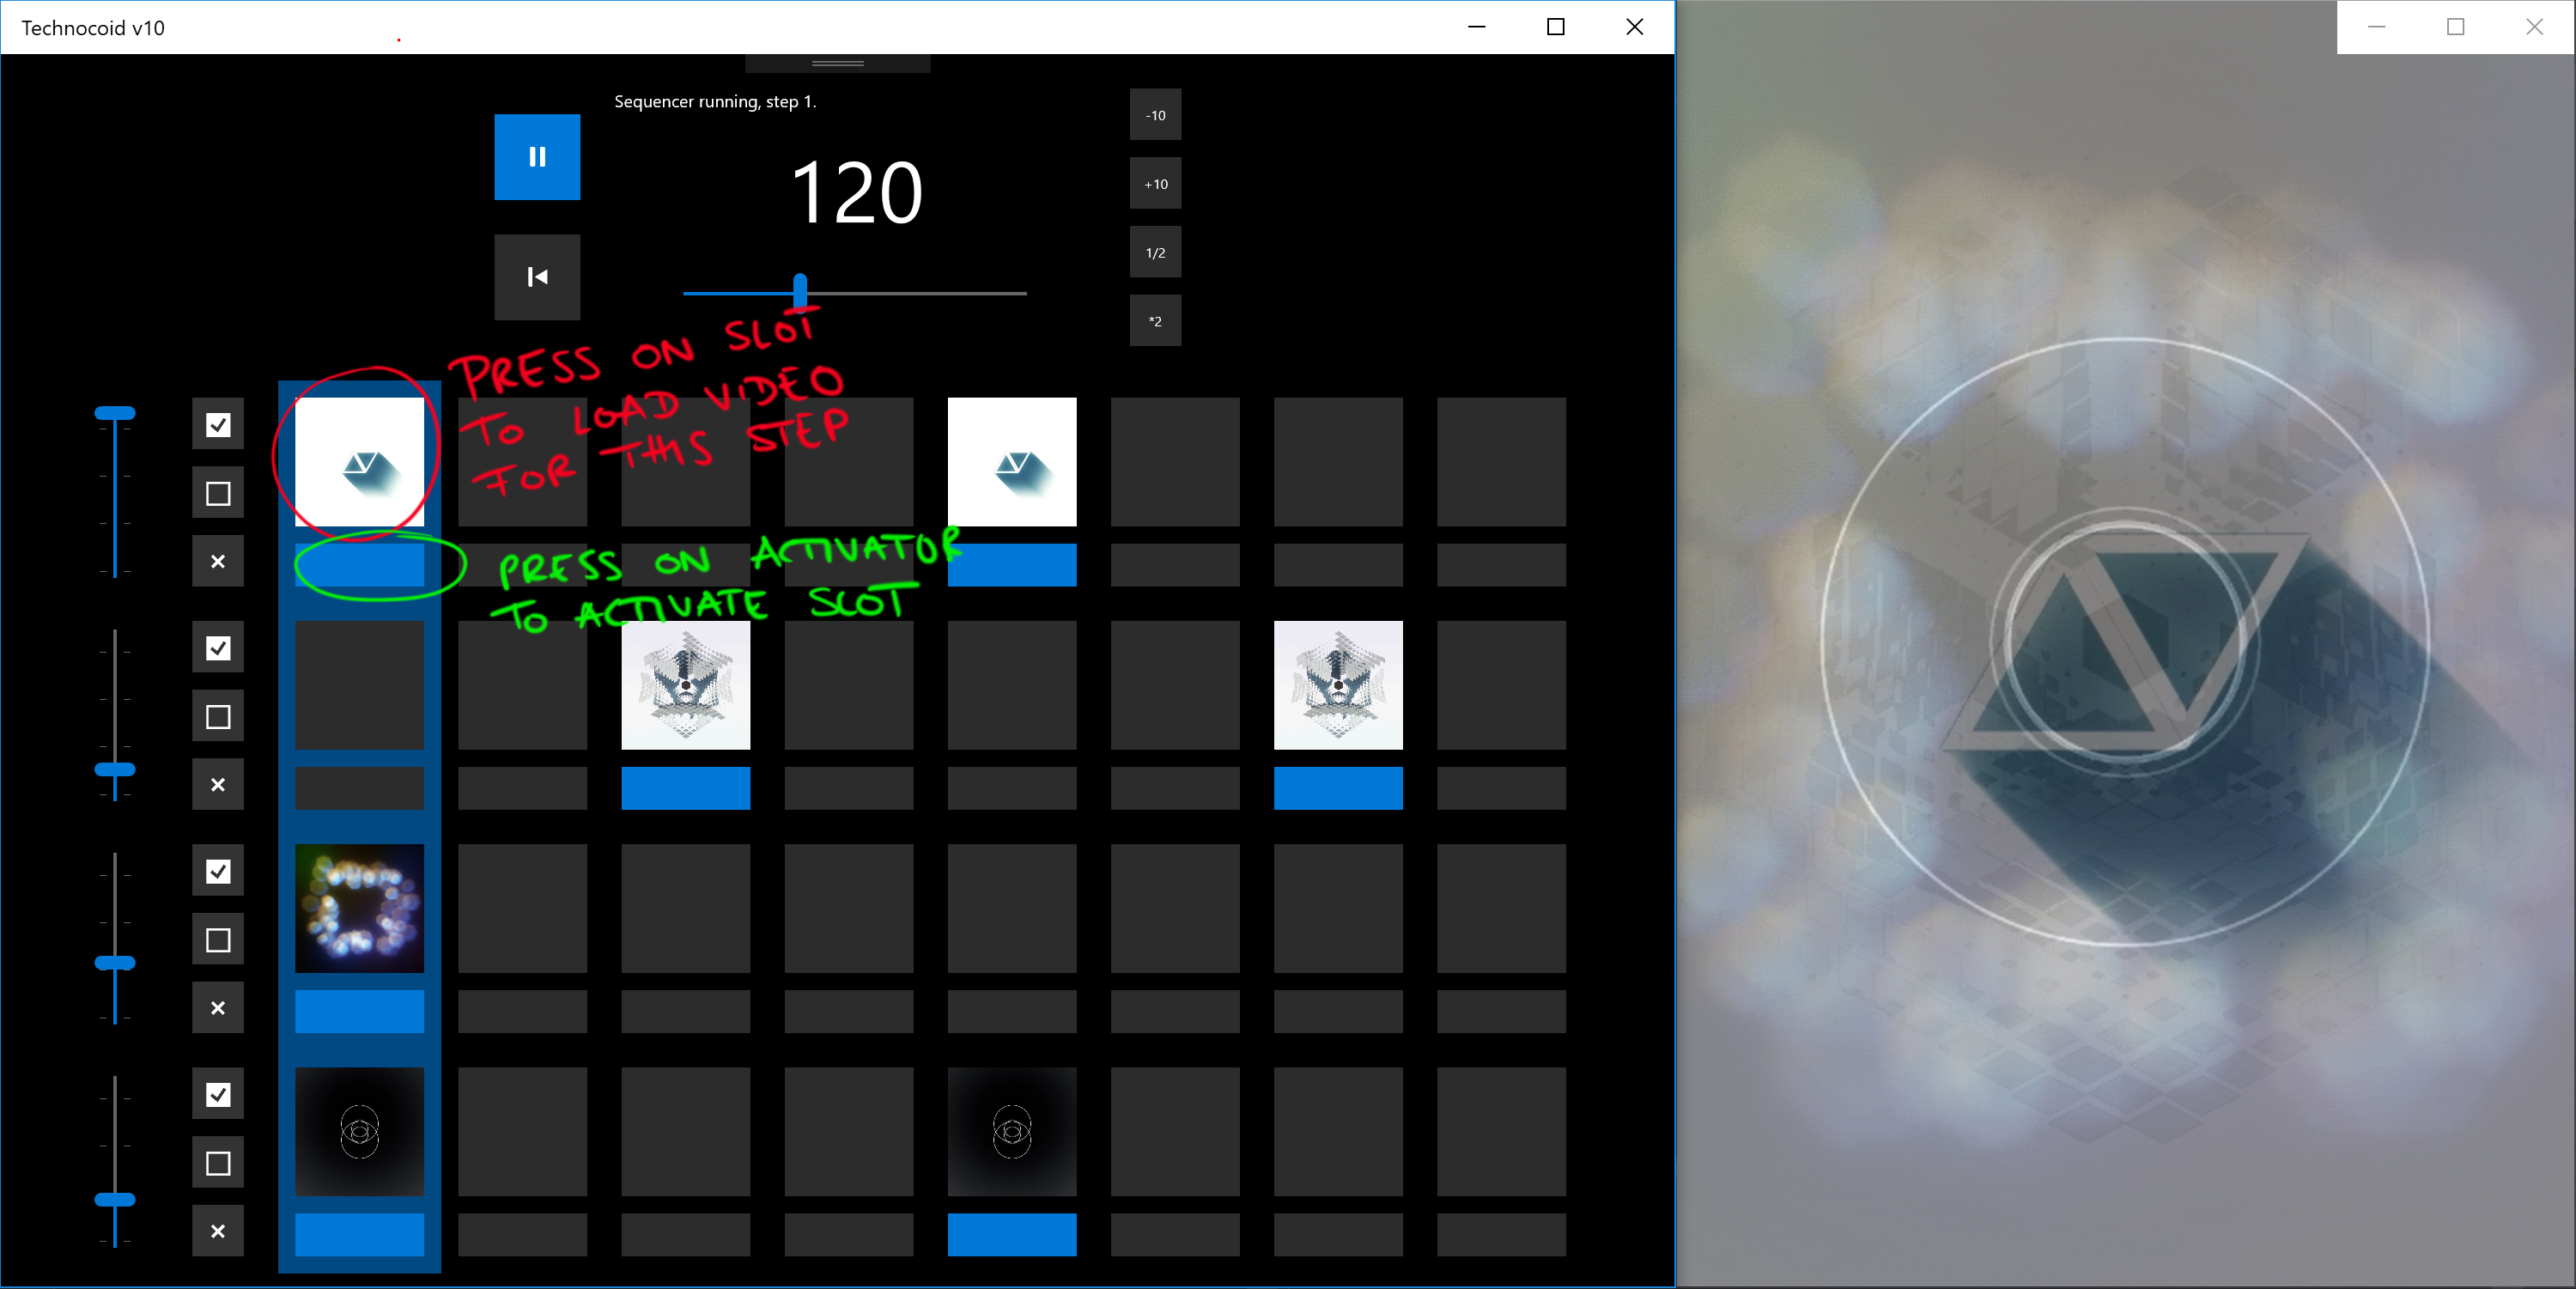 Technocoid v10
Sequencer running, step 1.
120
-10
+10
1/2
*2
PRESS ON SLOT
TO LOAD VIDEO
FOR THIS STEP
PRESS ON ACTIVATOR
TO ACTIVATE SLOT